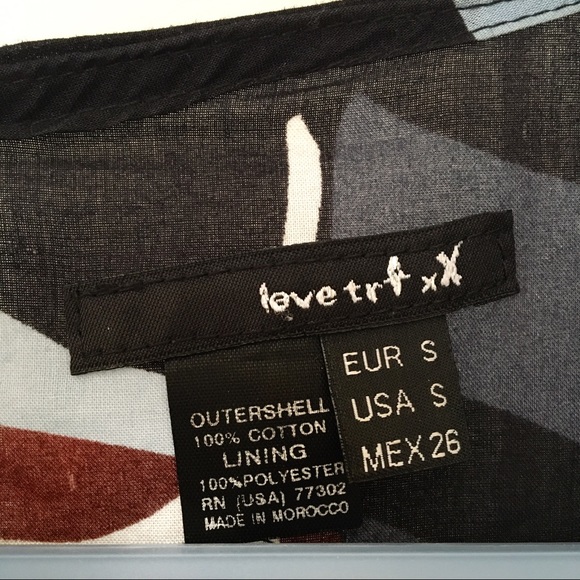 love trf xX
EUR S
USA S
MEX 26
OUTERSHELL
100% COTTON
LINING
100% POLYESTER
RN (USA) 77302
MADE IN MOROCCO